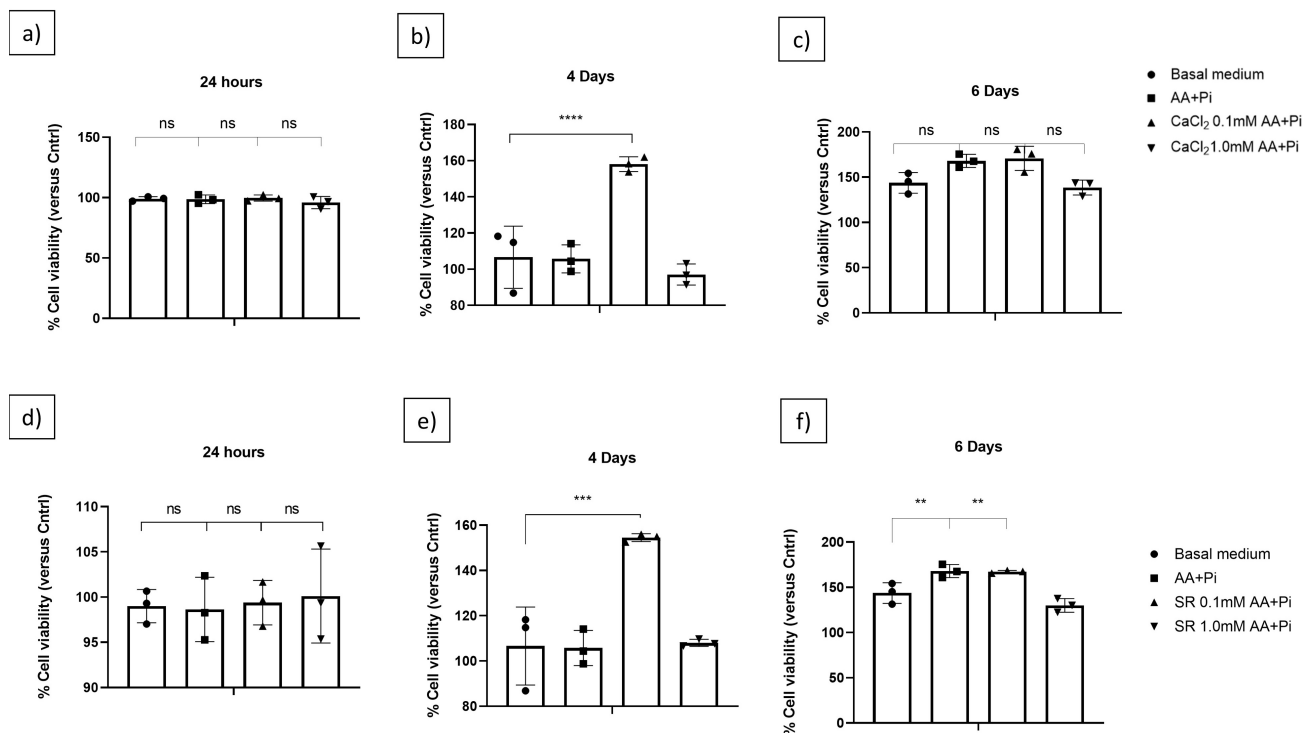 a)
24 hours
ns ns ns
% Cell viability (versus Cntrl)
150
100
50
0
b)
4 Days
****
% Cell viability (versus Cntrl)
180
160
140
120
100
80
c)
6 Days
ns ns ns
% Cell viability (versus Cntrl)
200
150
100
50
0
Basal medium
AA+Pi
CaCl₂ 0.1mM AA+Pi
CaCl₂1.0mM AA+Pi
d)
24 hours
ns ns ns
% Cell viability (versus Cntrl)
110
105
100
95
90
e)
4 Days
***
% Cell viability (versus Cntrl)
160
140
120
100
80
f)
6 Days
** **
% Cell viability (versus Cntrl)
200
150
100
50
0
Basal medium
AA+Pi
SR 0.1mM AA+Pi
SR 1.0mM AA+Pi